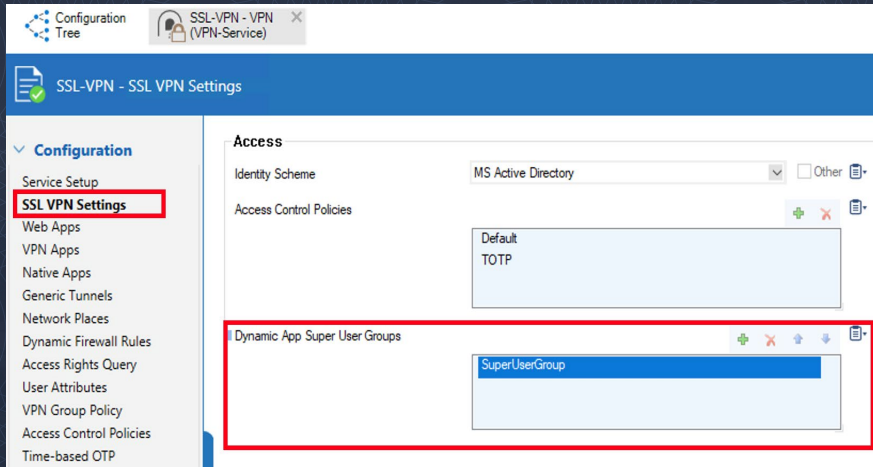 Configuration
Tree
SSL-VPN - VPN
(VPN-Service)
SSL-VPN - SSL VPN Settings
Configuration
Service Setup
SSL VPN Settings
Web Apps
VPN Apps
Native Apps
Generic Tunnels
Network Places
Dynamic Firewall Rules
Access Rights Query
User Attributes
VPN Group Policy
Access Control Policies
Time-based OTP
Access
Identity Scheme
MS Active Directory
Other
Access Control Policies
Default
TOTP
Dynamic App Super User Groups
SuperUserGroup